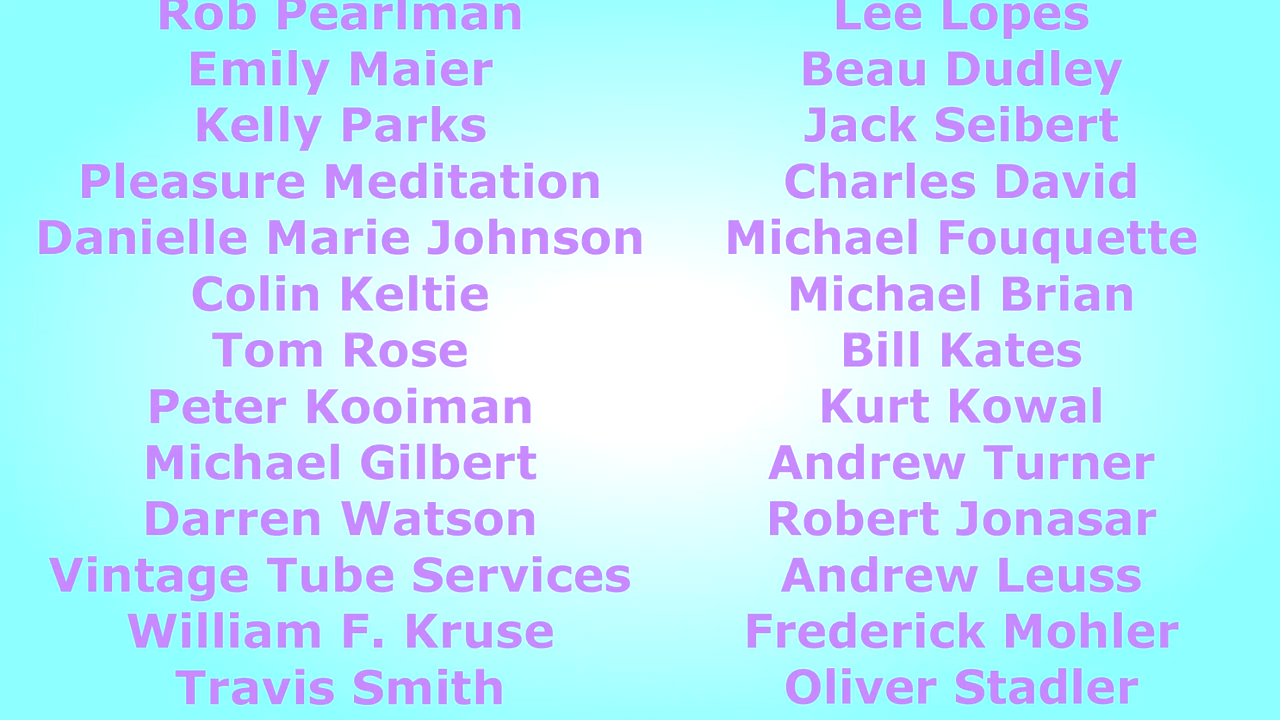 Rob Pearlman
Emily Maier
Kelly Parks
Pleasure Meditation
Danielle Marie Johnson
Colin Keltie
Tom Rose
Peter Kooiman
Michael Gilbert
Darren Watson
Vintage Tube Services
William F. Kruse
Travis Smith
Lee Lopes
Beau Dudley
Jack Seibert
Charles David
Michael Fouquette
Michael Brian
Bill Kates
Kurt Kowal
Andrew Turner
Robert Jonasar
Andrew Leuss
Frederick Mohler
Oliver Stadler